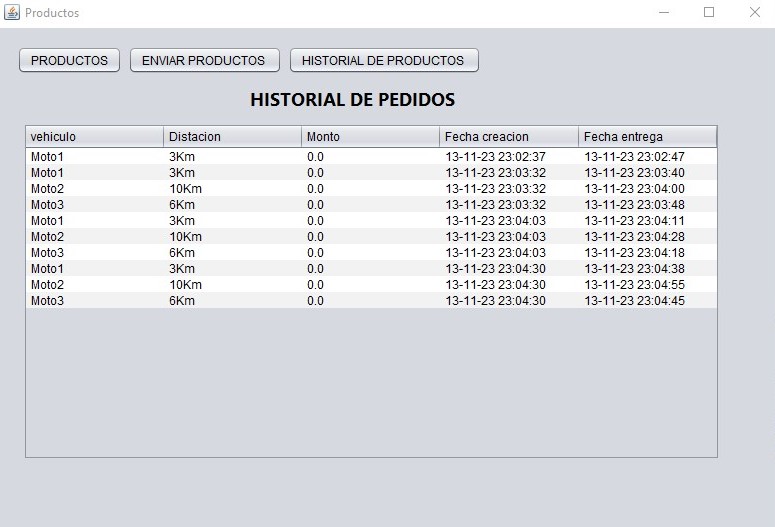 Productos
PRODUCTOS ENVIAR PRODUCTOS HISTORIAL DE PRODUCTOS
HISTORIAL DE PEDIDOS
vehiculo Distacion Monto Fecha creacion Fecha entrega
Moto1 3Km 0.0 13-11-23 23:02:37 13-11-23 23:02:47
Moto1 3Km 0.0 13-11-23 23:03:32 13-11-23 23:03:40
Moto2 10Km 0.0 13-11-23 23:03:32 13-11-23 23:04:00
Moto3 6Km 0.0 13-11-23 23:03:32 13-11-23 23:03:48
Moto1 3Km 0.0 13-11-23 23:04:03 13-11-23 23:04:11
Moto2 10Km 0.0 13-11-23 23:04:03 13-11-23 23:04:28
Moto3 6Km 0.0 13-11-23 23:04:03 13-11-23 23:04:18
Moto1 3Km 0.0 13-11-23 23:04:30 13-11-23 23:04:38
Moto2 10Km 0.0 13-11-23 23:04:30 13-11-23 23:04:55
Moto3 6Km 0.0 13-11-23 23:04:30 13-11-23 23:04:45